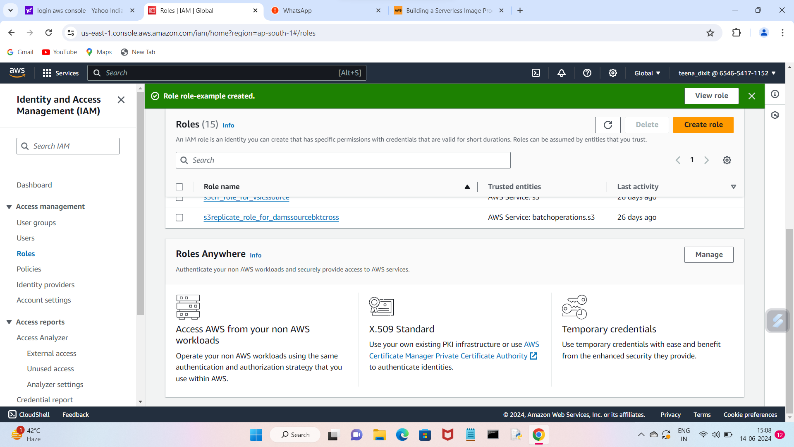 login aws console - Yahoo Indi
Roles | IAM | Global
WhatsApp
Building a Serverless Image Pro
us-east-1.console.aws.amazon.com/iam/home?region=ap-south-1#/roles
Gmail
YouTube
Maps
New Tab
aws
Services
Search
[Alt+S]
Global
teena_dixit @ 6546-5417-1152
Identity and Access Management (IAM)
Search IAM
Dashboard
Access management
User groups
Users
Roles
Policies
Identity providers
Account settings
Access reports
Access Analyzer
External access
Unused access
Analyzer settings
Credential report
Role role-example created.
View role
Roles (15) Info
Delete
Create role
An IAM role is an identity you can create that has specific permissions with credentials that are valid for short durations. Roles can be assumed by entities that you trust.
Search
1
Role name
Trusted entities
Last activity
AWS Service: s3
26 days ago
s3replicate_role_for_damssourcebktcross
AWS Service: batchoperations.s3
26 days ago
Roles Anywhere Info
Manage
Authenticate your non AWS workloads and securely provide access to AWS services.
Access AWS from your non AWS
workloads
Operate your non AWS workloads using the same
authentication and authorization strategy that you
use within AWS.
X.509 Standard
Use your own existing PKI infrastructure or use AWS
Certificate Manager Private Certificate Authority
to authenticate identities.
Temporary credentials
Use temporary credentials with ease and benefit
from the enhanced security they provide.
CloudShell
Feedback
© 2024, Amazon Web Services, Inc. or its affiliates.
Privacy
Terms
Cookie preferences
42°C
Haze
Search
ENG
IN
15:08
14-06-2024